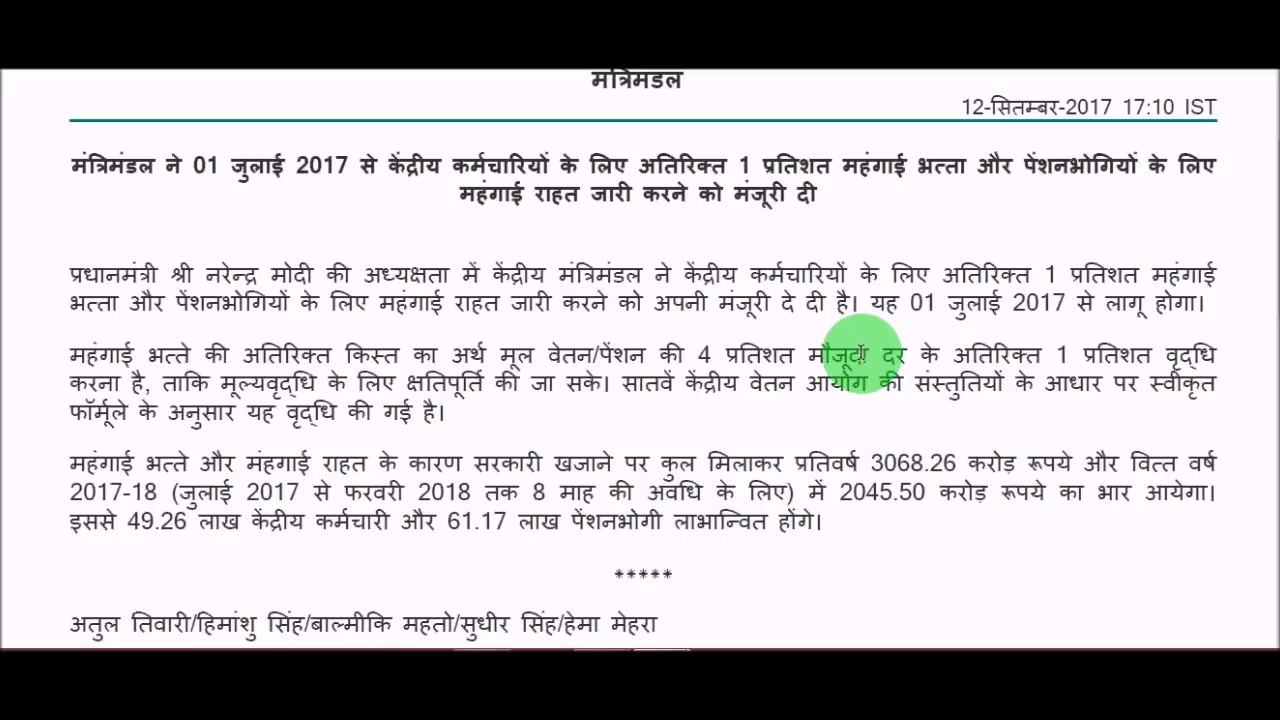 मंत्रिमंडल
12-सितम्बर-2017 17:10 IST
मंत्रिमंडल ने 01 जुलाई 2017 से केंद्रीय कर्मचारियों के लिए अतिरिक्त 1 प्रतिशत महंगाई भत्ता और पेंशनभोगियों के लिए
महंगाई राहत जारी करने को मंजूरी दी
प्रधानमंत्री श्री नरेन्द्र मोदी की अध्यक्षता में केंद्रीय मंत्रिमंडल ने केंद्रीय कर्मचारियों के लिए अतिरिक्त 1 प्रतिशत महंगाई
भत्ता और पेंशनभोगियों के लिए महंगाई राहत जारी करने को अपनी मंजूरी दे दी है। यह 01 जुलाई 2017 से लागू होगा।
महंगाई भत्ते की अतिरिक्त किस्त का अर्थ मूल वेतन/पेंशन की 4 प्रतिशत मौजूदा दर के अतिरिक्त 1 प्रतिशत वृद्धि
करना है, ताकि मूल्यवृद्धि के लिए क्षतिपूर्ति की जा सके। सातवें केंद्रीय वेतन आयोग की संस्तुतियों के आधार पर स्वीकृत
फॉर्मूले के अनुसार यह वृद्धि की गई है।
महंगाई भत्ते और मंहगाई राहत के कारण सरकारी खजाने पर कुल मिलाकर प्रतिवर्ष 3068.26 करोड़ रूपये और वित्त वर्ष
2017-18 (जुलाई 2017 से फरवरी 2018 तक 8 माह की अवधि के लिए) में 2045.50 करोड़ रूपये का भार आयेगा।
इससे 49.26 लाख केंद्रीय कर्मचारी और 61.17 लाख पेंशनभोगी लाभान्वित होंगे।
*****
अतुल तिवारी/हिमांशु सिंह/बाल्मीकि महतो/सुधीर सिंह/हेमा मेहरा